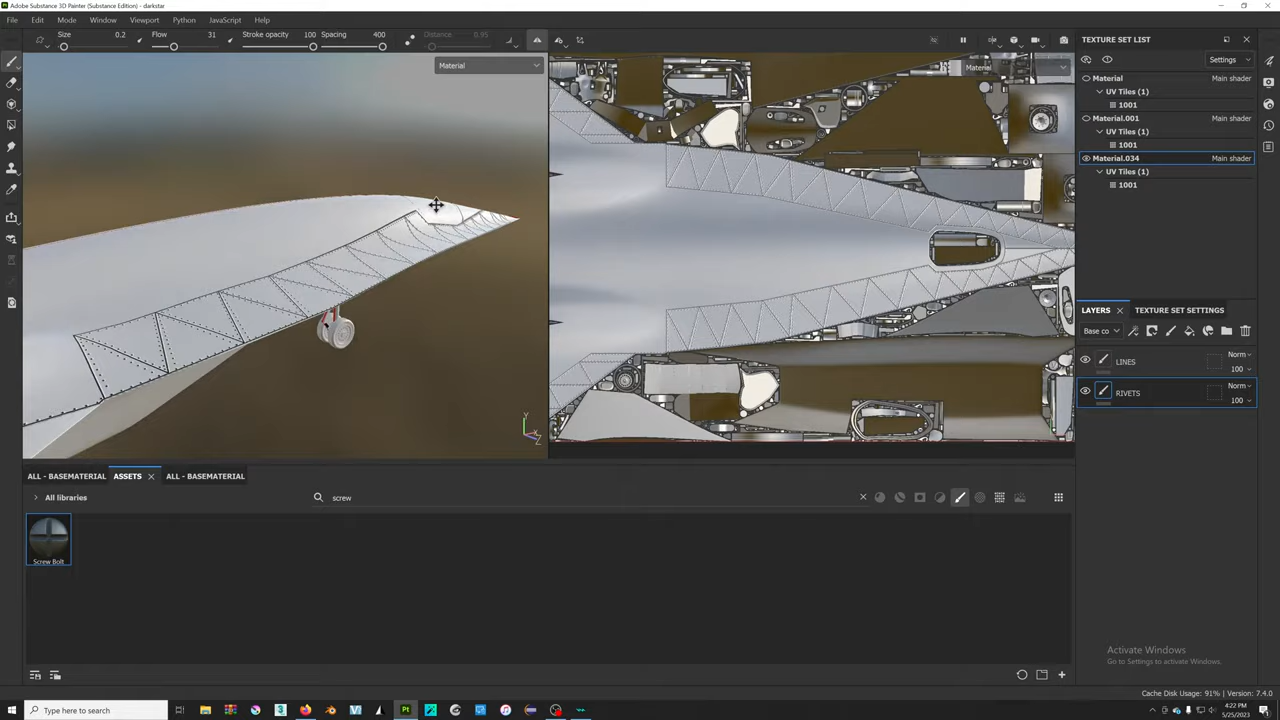 Adobe Substance 3D Painter (Substance Edition) - darkstar
File Edit Mode Window Viewport Python JavaScript Help
Size 0.2 Flow 31 Stroke opacity 100 Spacing 400 Distance 0.95
Material
Material
TEXTURE SET LIST
Settings
Material Main shader
UV Tiles (1)
1001
Material.001 Main shader
UV Tiles (1)
1001
Material.034 Main shader
UV Tiles (1)
1001
LAYERS TEXTURE SET SETTINGS
Base co
LINES Norm
100
RIVETS Norm
100
Y
Z
ALL - BASEMATERIAL ASSETS ALL - BASEMATERIAL
All libraries screw
Screw Bolt
Activate Windows
Go to Settings to activate Windows.
Cache Disk Usage: 91% | Version: 7.4.0
Type here to search
4:22 PM
5/25/2023